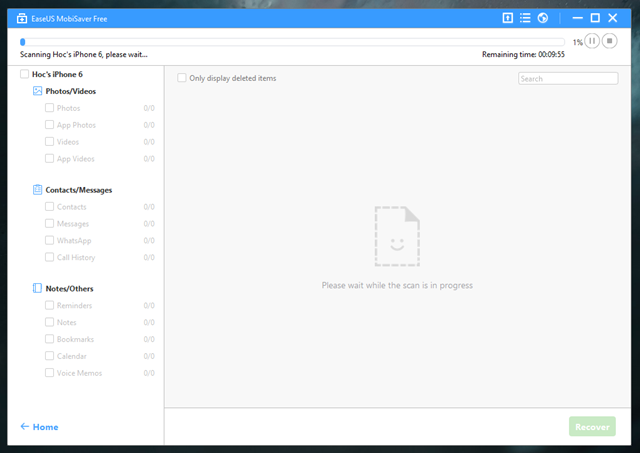 EaseUS MobiSaver Free
1%
Scanning Hoc's iPhone 6, please wait...
Remaining time: 00:09:55
Hoc's iPhone 6
Only display deleted items
Search
Photos/Videos
Photos 0/0
App Photos 0/0
Videos 0/0
App Videos 0/0
Contacts/Messages
Contacts 0/0
Messages 0/0
WhatsApp 0/0
Call History 0/0
Notes/Others
Reminders 0/0
Notes 0/0
Bookmarks 0/0
Calendar 0/0
Voice Memos 0/0
Please wait while the scan is in progress
Home
Recover